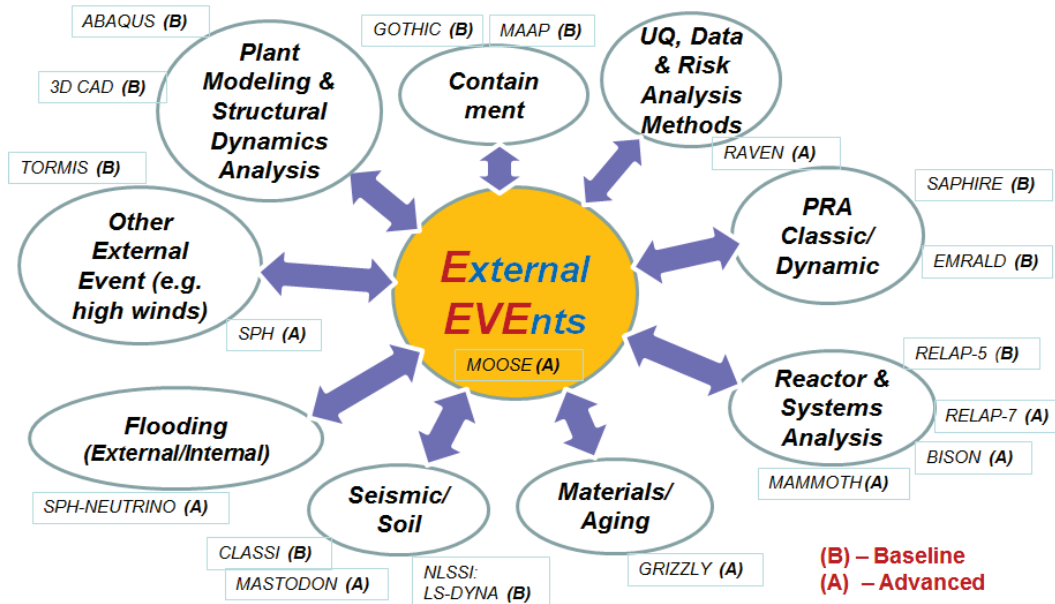 ABAQUS (B)
3D CAD (B)
Plant
Modeling &
Structural
Dynamics
Analysis
GOTHIC (B)
MAAP (B)
Contain
ment
UQ, Data
& Risk
Analysis
Methods
RAVEN (A)
TORMIS (B)
Other
External
Event (e.g.
high winds)
SPH (A)
External
EVEnts
MOOSE (A)
PRA
Classic/
Dynamic
SAPHIRE (B)
EMRALD (B)
Reactor &
Systems
Analysis
RELAP-5 (B)
RELAP-7 (A)
BISON (A)
MAMMOTH (A)
Flooding
(External/Internal)
SPH-NEUTRINO (A)
Seismic/
Soil
CLASSI (B)
MASTODON (A)
NLSSI:
LS-DYNA (B)
Materials/
Aging
GRIZZLY (A)
(B) – Baseline
(A) – Advanced